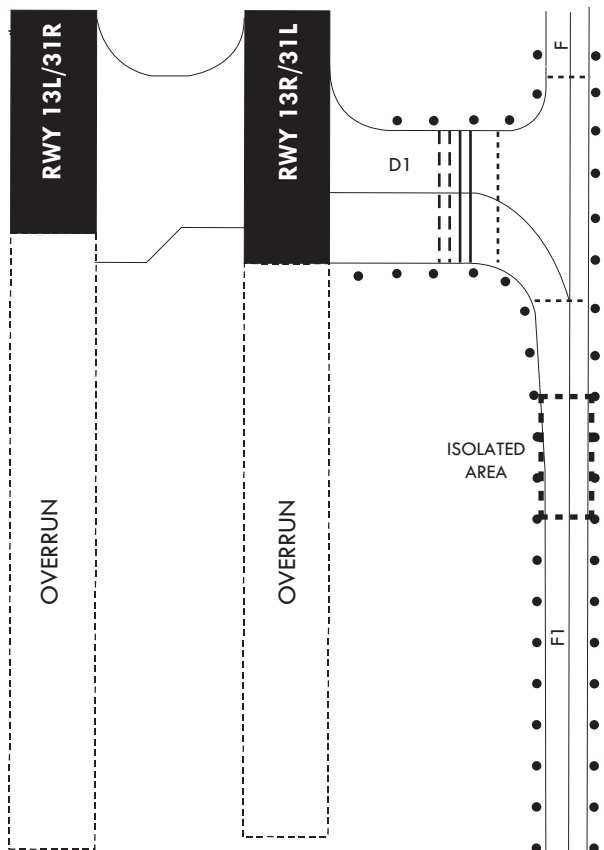 RWY 13L/31R
RWY 13R/31L
F
D1
ISOLATED
AREA
OVERRUN
OVERRUN
F1